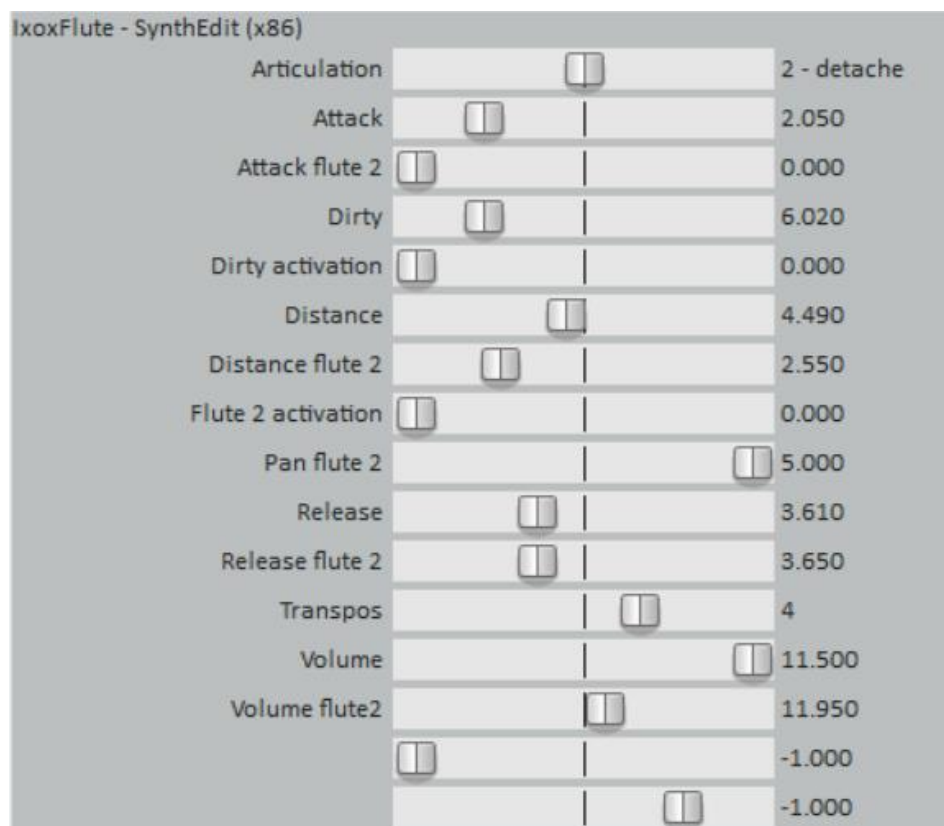 IxoxFlute - SynthEdit (x86)
Articulation 2 - detache
Attack 2.050
Attack flute 2 0.000
Dirty 6.020
Dirty activation 0.000
Distance 4.490
Distance flute 2 2.550
Flute 2 activation 0.000
Pan flute 2 5.000
Release 3.610
Release flute 2 3.650
Transpos 4
Volume 11.500
Volume flute2 11.950
-1.000
-1.000